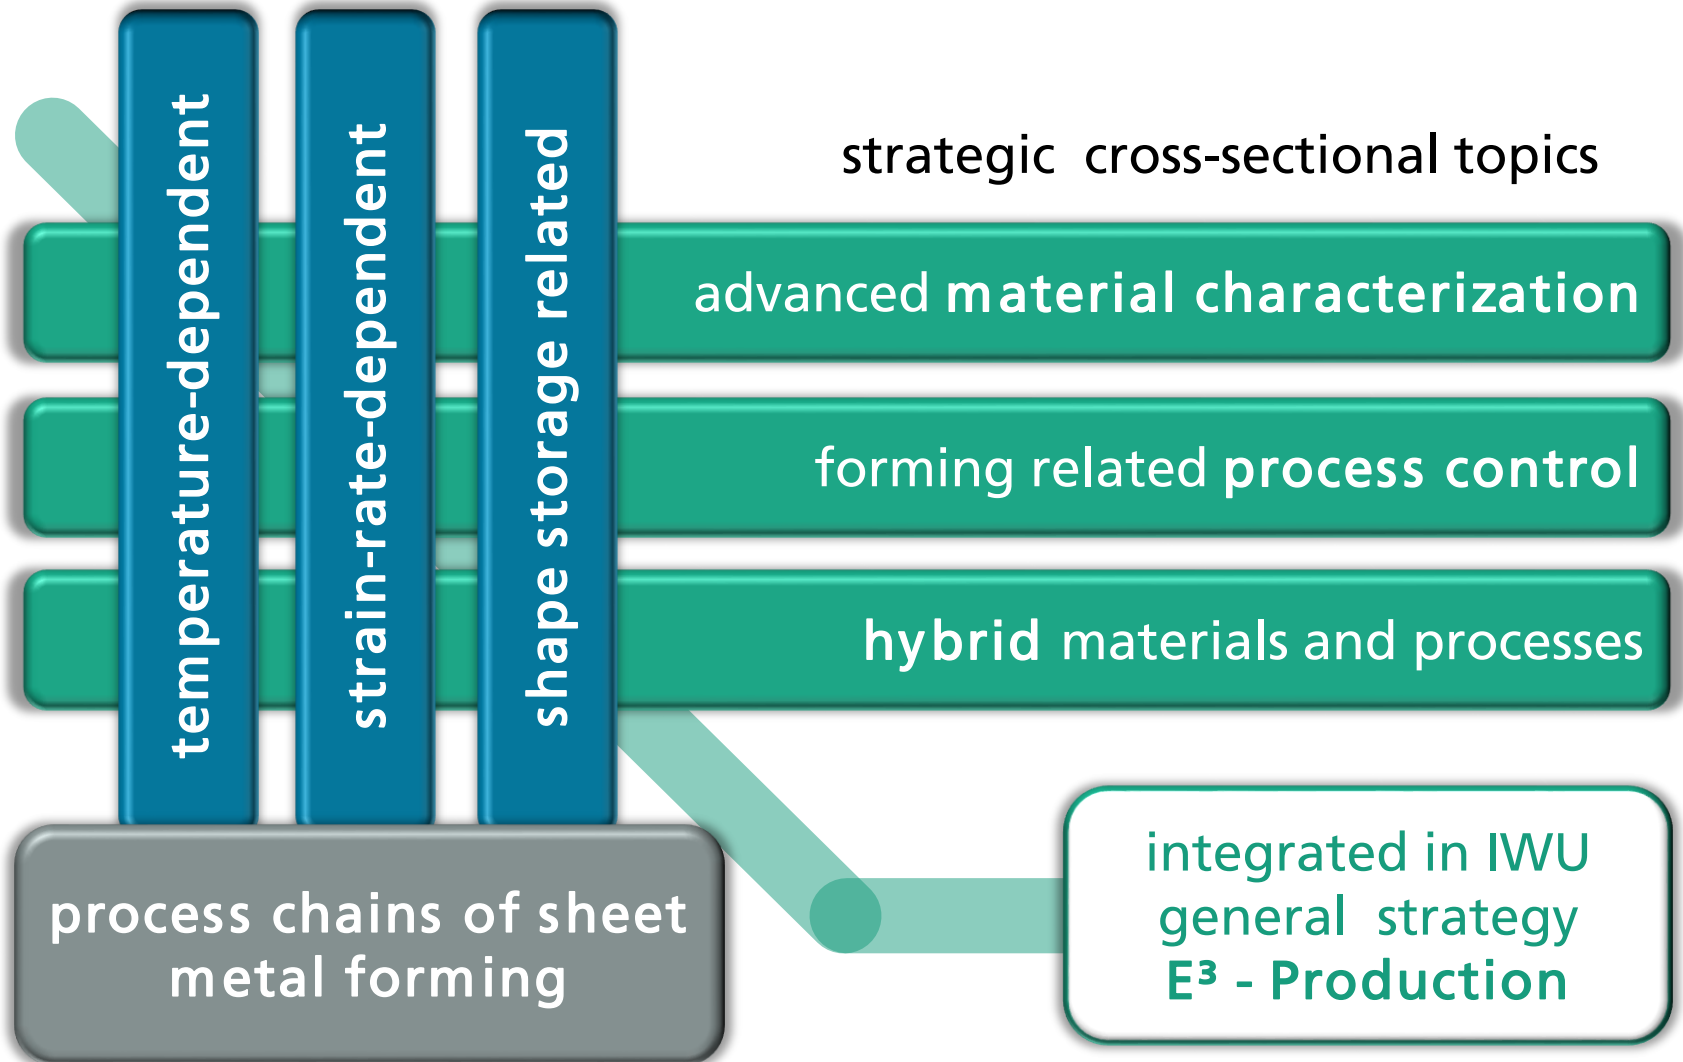 temperature-dependent
strain-rate-dependent
shape storage related
strategic cross-sectional topics
advanced material characterization
forming related process control
hybrid materials and processes
process chains of sheet
metal forming
integrated in IWU
general strategy
E³ - Production